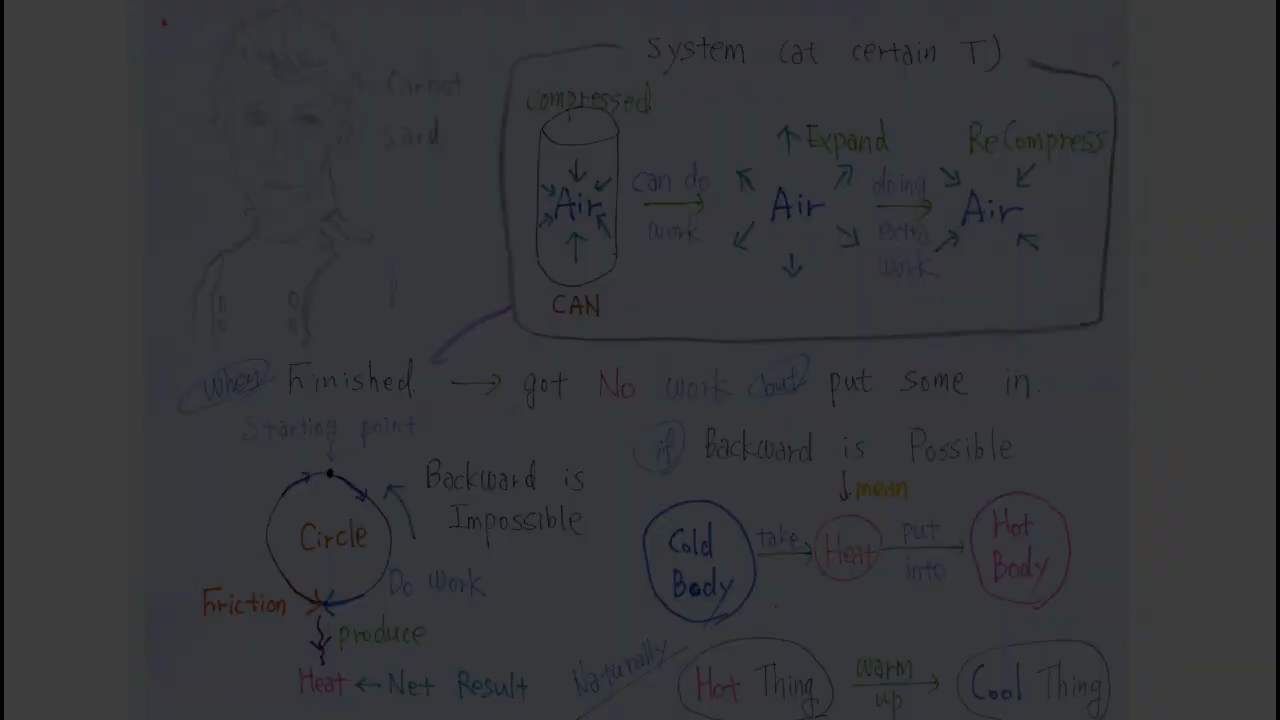 Carnot
said
System (at certain T)
compressed
Air
CAN
can do
work
↑ Expand
Air
doing
extra
work
ReCompress
Air
When Finished → got No work but put some in.
Starting point
Circle
Backward is
Impossible
Do work
Friction
produce
Heat ← Net Result
if Backward is Possible
↓ mean
Cold
Body
take
Heat
put
into
Hot
Body
Naturally
Hot Thing
warm
up
Cool Thing